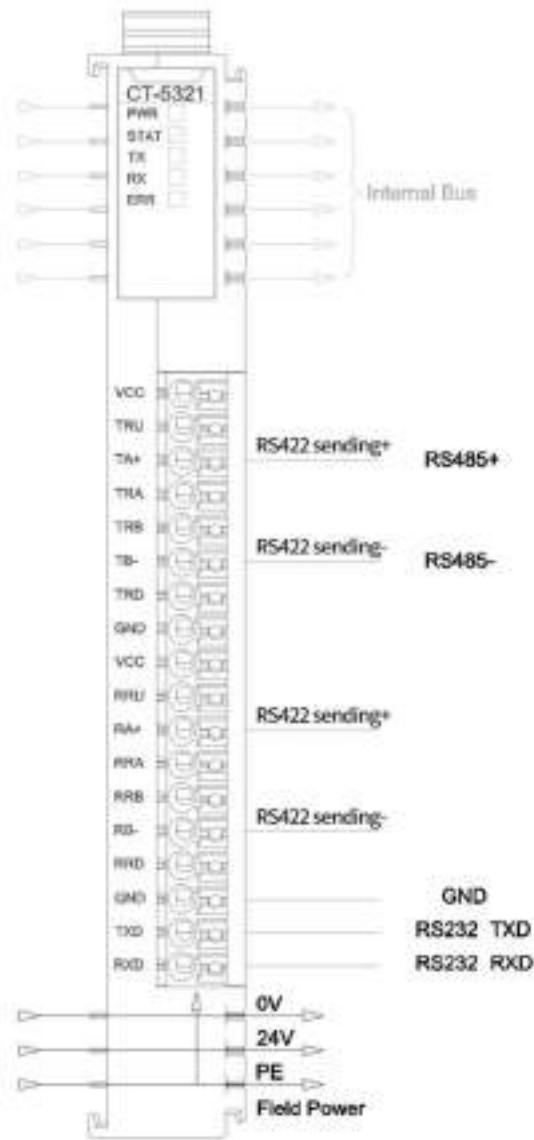 CT-5321
PWR
STAT
TX
RX
ERR
Internal Bus
VCC
TRU
TA+ RS422 sending+ RS485+
TRA
TRB
TB- RS422 sending- RS485-
TRD
GND
VCC
RRU
RA+ RS422 sending+
RRA
RRB
RB- RS422 sending-
RRD
GND GND
TXD RS232 TXD
RXD RS232 RXD
0V
24V
PE
Field Power